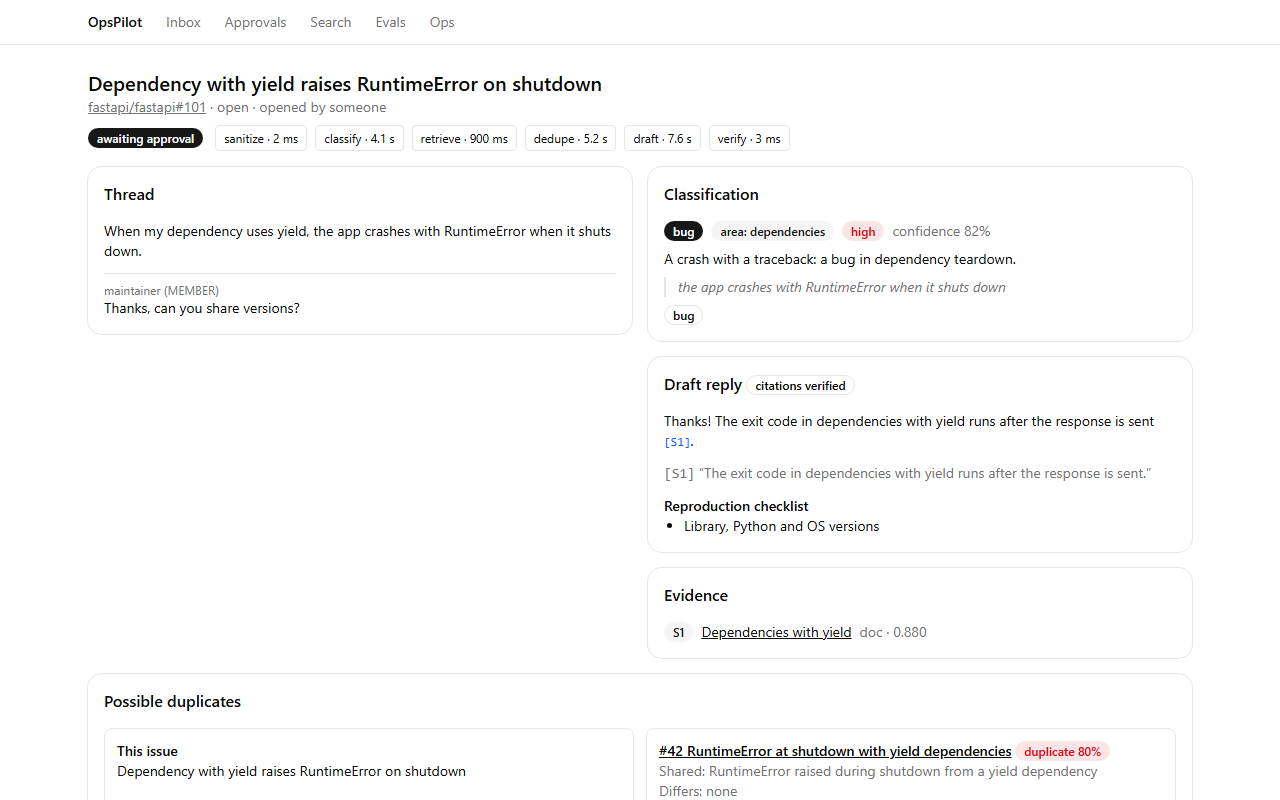 OpsPilot Inbox Approvals Search Evals Ops
Dependency with yield raises RuntimeError on shutdown
fastapi/fastapi#101 · open · opened by someone
awaiting approval sanitize · 2 ms classify · 4.1 s retrieve · 900 ms dedupe · 5.2 s draft · 7.6 s verify · 3 ms
Thread
When my dependency uses yield, the app crashes with RuntimeError when it shuts
down.
maintainer (MEMBER)
Thanks, can you share versions?
Classification
bug area: dependencies high confidence 82%
A crash with a traceback: a bug in dependency teardown.
the app crashes with RuntimeError when it shuts down
bug
Draft reply citations verified
Thanks! The exit code in dependencies with yield runs after the response is sent
[S1].
[S1] “The exit code in dependencies with yield runs after the response is sent.”
Reproduction checklist
• Library, Python and OS versions
Evidence
S1 Dependencies with yield doc · 0.880
Possible duplicates
This issue
Dependency with yield raises RuntimeError on shutdown
#42 RuntimeError at shutdown with yield dependencies duplicate 80%
Shared: RuntimeError raised during shutdown from a yield dependency
Differs: none